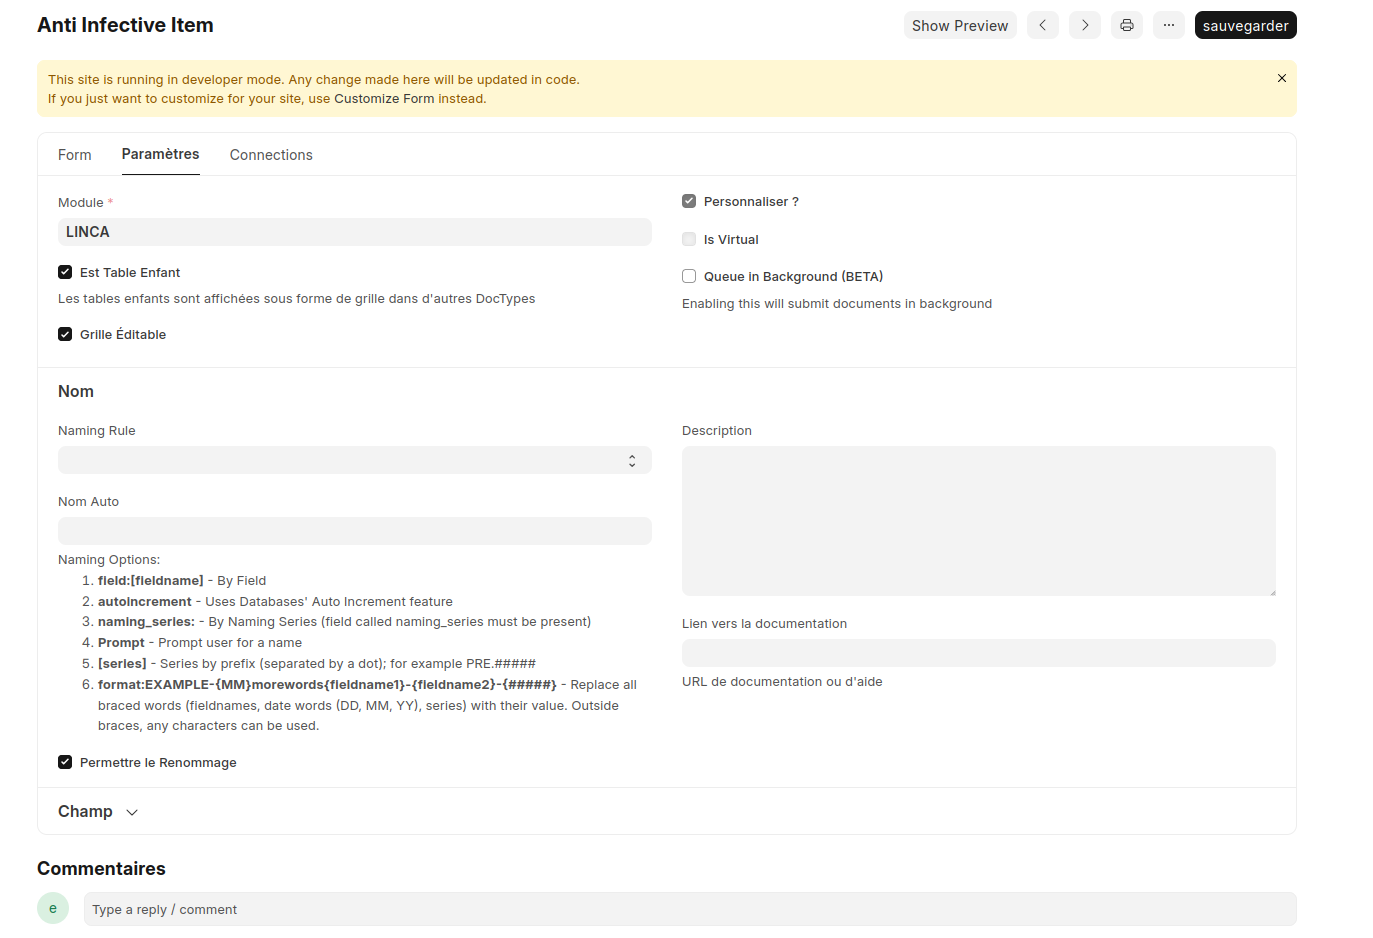 Anti Infective Item
Show Preview
sauvegarder
This site is running in developer mode. Any change made here will be updated in code.
If you just want to customize for your site, use Customize Form instead.
Form
Paramètres
Connections
Module *
LINCA
Est Table Enfant
Les tables enfants sont affichées sous forme de grille dans d'autres DocTypes
Grille Éditable
Personnaliser ?
Is Virtual
Queue in Background (BETA)
Enabling this will submit documents in background
Nom
Naming Rule
Nom Auto
Naming Options:
1. field:[fieldname] - By Field
2. autoincrement - Uses Databases' Auto Increment feature
3. naming_series: - By Naming Series (field called naming_series must be present)
4. Prompt - Prompt user for a name
5. [series] - Series by prefix (separated by a dot); for example PRE.#####
6. format:EXAMPLE-{MM}morewords{fieldname1}-{fieldname2}-{#####} - Replace all
braced words (fieldnames, date words (DD, MM, YY), series) with their value. Outside
braces, any characters can be used.
Permettre le Renommage
Description
Lien vers la documentation
URL de documentation ou d'aide
Champ
Commentaires
e
Type a reply / comment